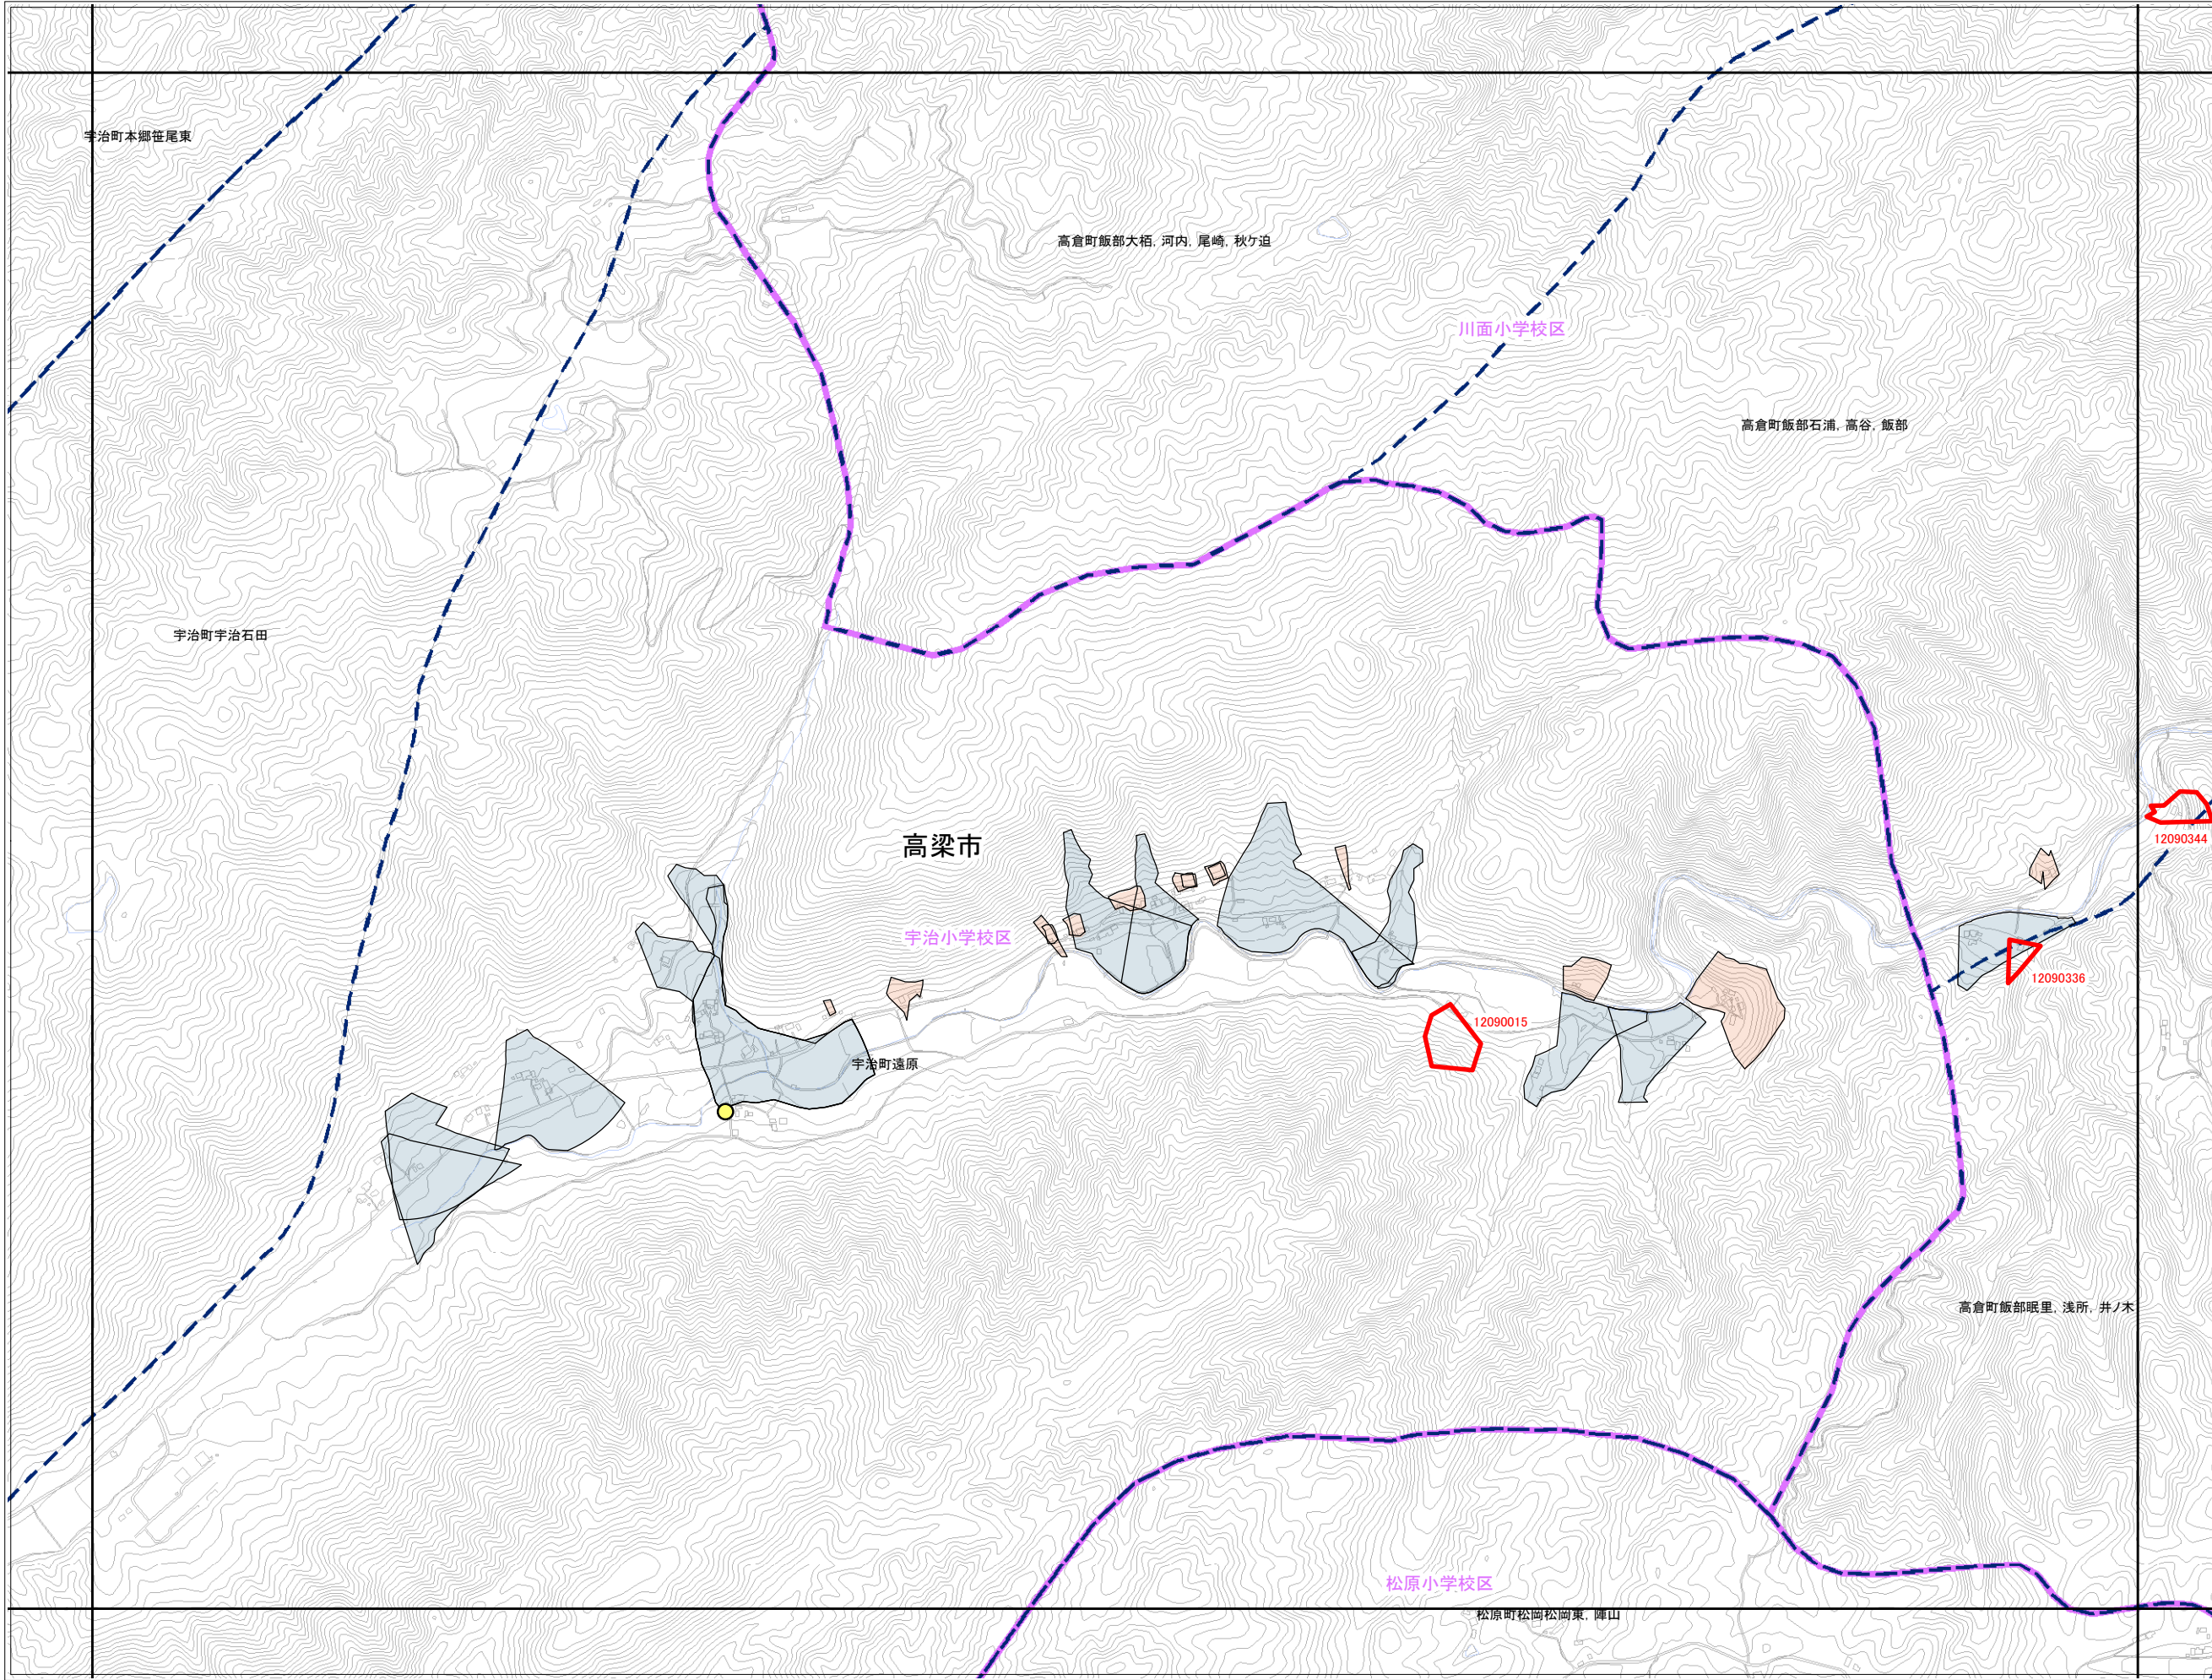 宇治町本郷笹尾東
高倉町飯部大栢, 河内, 尾崎, 秋ケ迫
川面小学校区
高倉町飯部石浦, 高谷, 飯部
宇治町宇治石田
12090344
高梁市
宇治小学校区
12090336
12090015
宇治町遠原
高倉町飯部眠里, 浅所, 井ノ木
松原小学校区
松原町松岡松岡東, 陣山